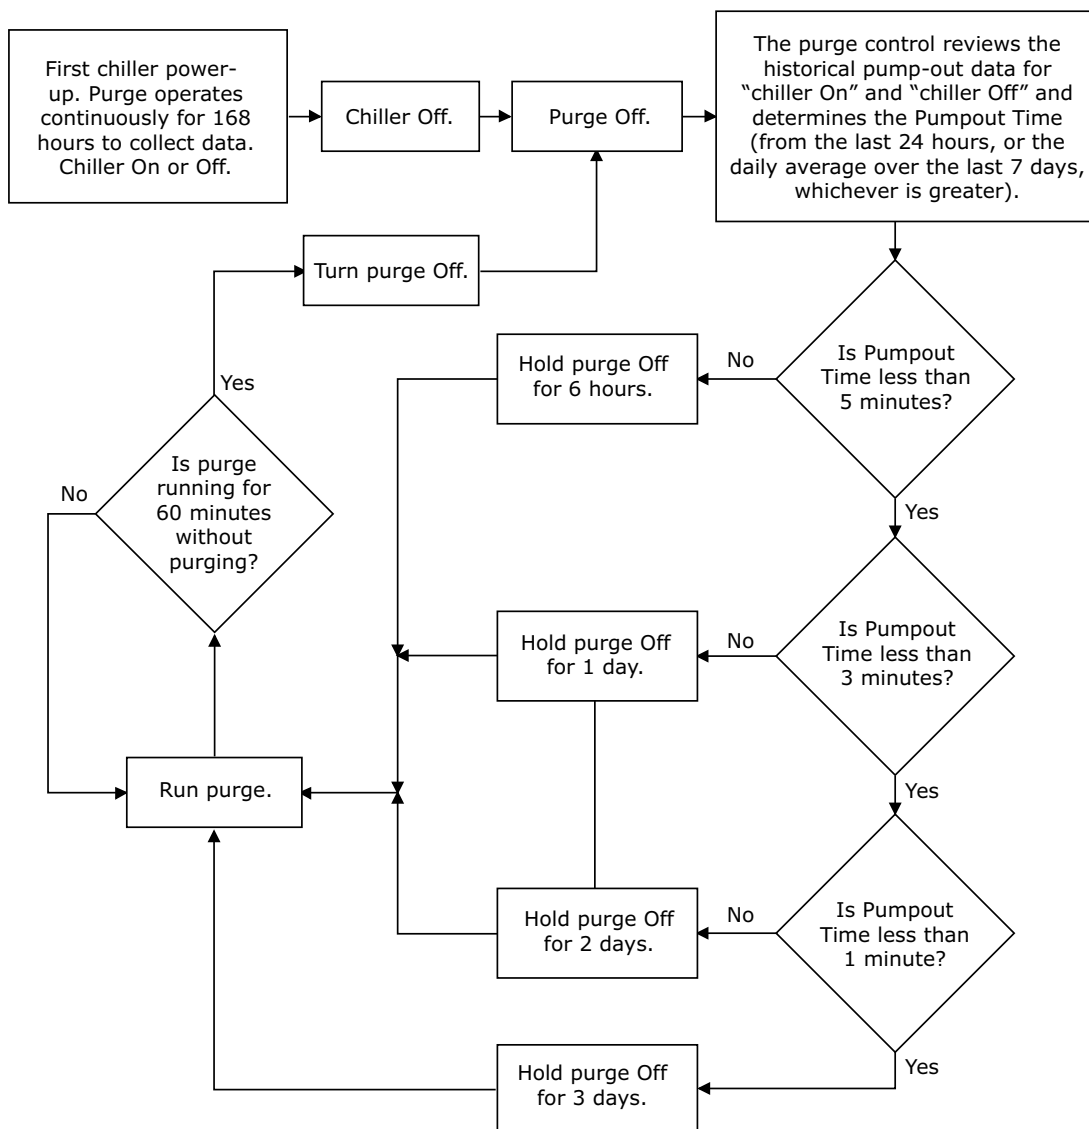 First chiller power-
up. Purge operates
continuously for 168
hours to collect data.
Chiller On or Off.
Chiller Off.
Purge Off.
The purge control reviews the
historical pump-out data for
“chiller On” and “chiller Off” and
determines the Pumpout Time
(from the last 24 hours, or the
daily average over the last 7 days,
whichever is greater).
Turn purge Off.
Is Pumpout
Time less than
5 minutes?
No
Hold purge Off
for 6 hours.
Yes
Is purge
running for
60 minutes
without
purging?
No
Yes
Is Pumpout
Time less than
3 minutes?
No
Hold purge Off
for 1 day.
Run purge.
Yes
Is Pumpout
Time less than
1 minute?
No
Hold purge Off
for 2 days.
Yes
Hold purge Off
for 3 days.